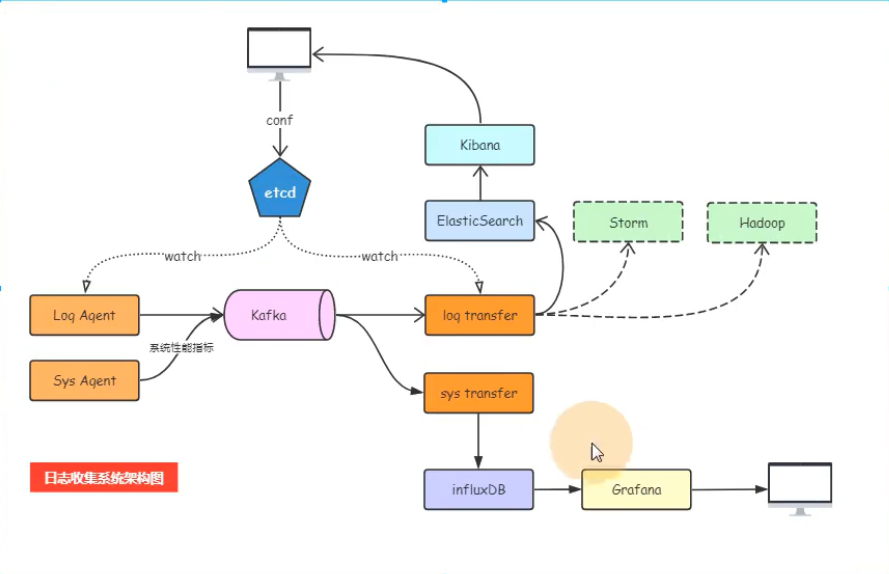 conf
Kibana
etcd
ElasticSearch
Storm
Hadoop
watch
watch
Log Agent
Kafka
log transfer
系统性能指标
Sys Agent
sys transfer
日志收集系统架构图
influxDB
Grafana